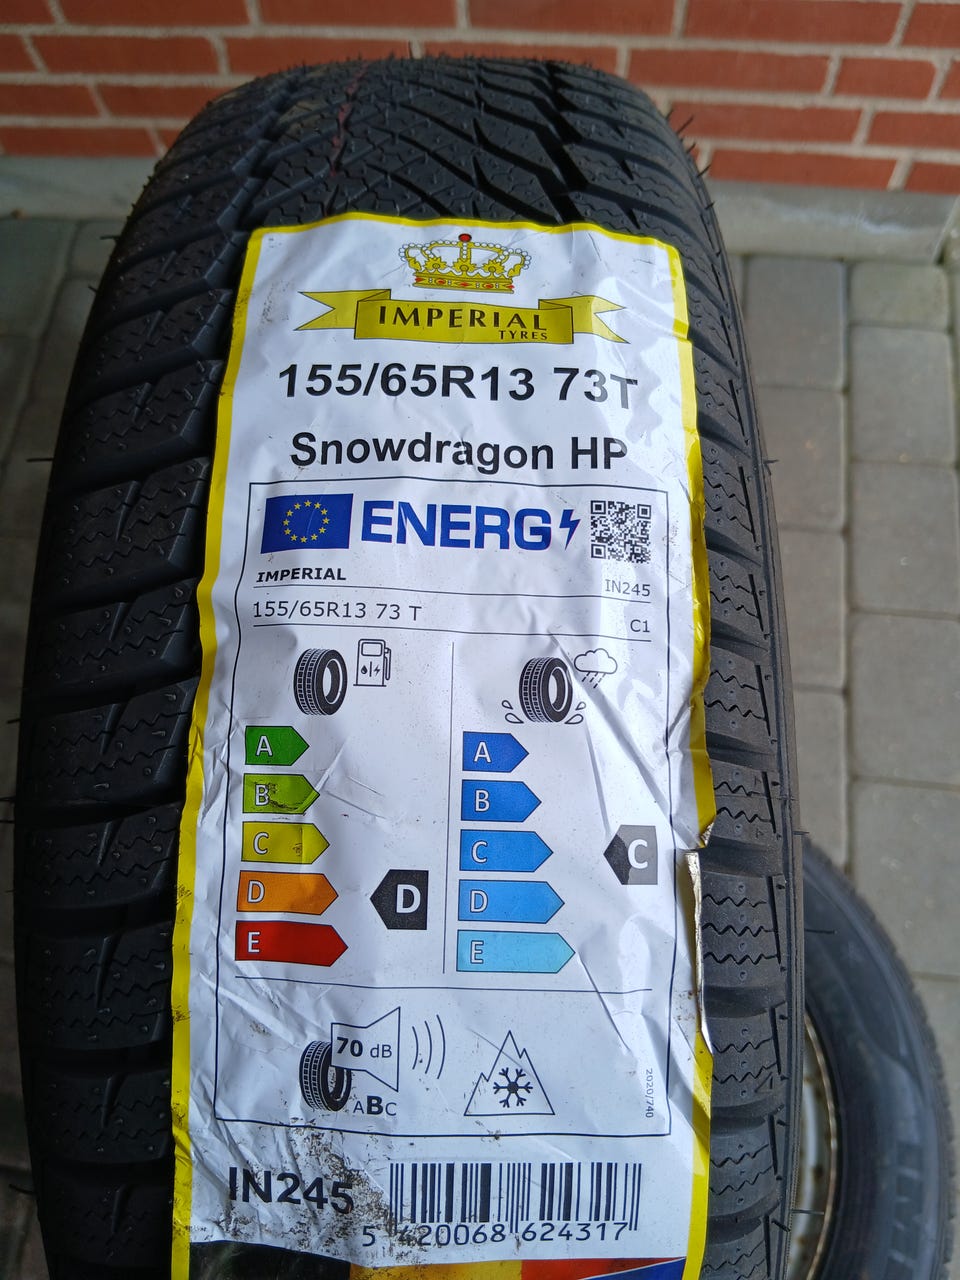 IMPERIAL
TYRES
155/65R13 73T
Snowdragon HP
ENERG
IMPERIAL
IN245
155/65R13 73 T
C1
A
B
C
D
E
D
A
B
C
D
E
C
70 dB
ABC
2020/740
IN245
5 420068 624317